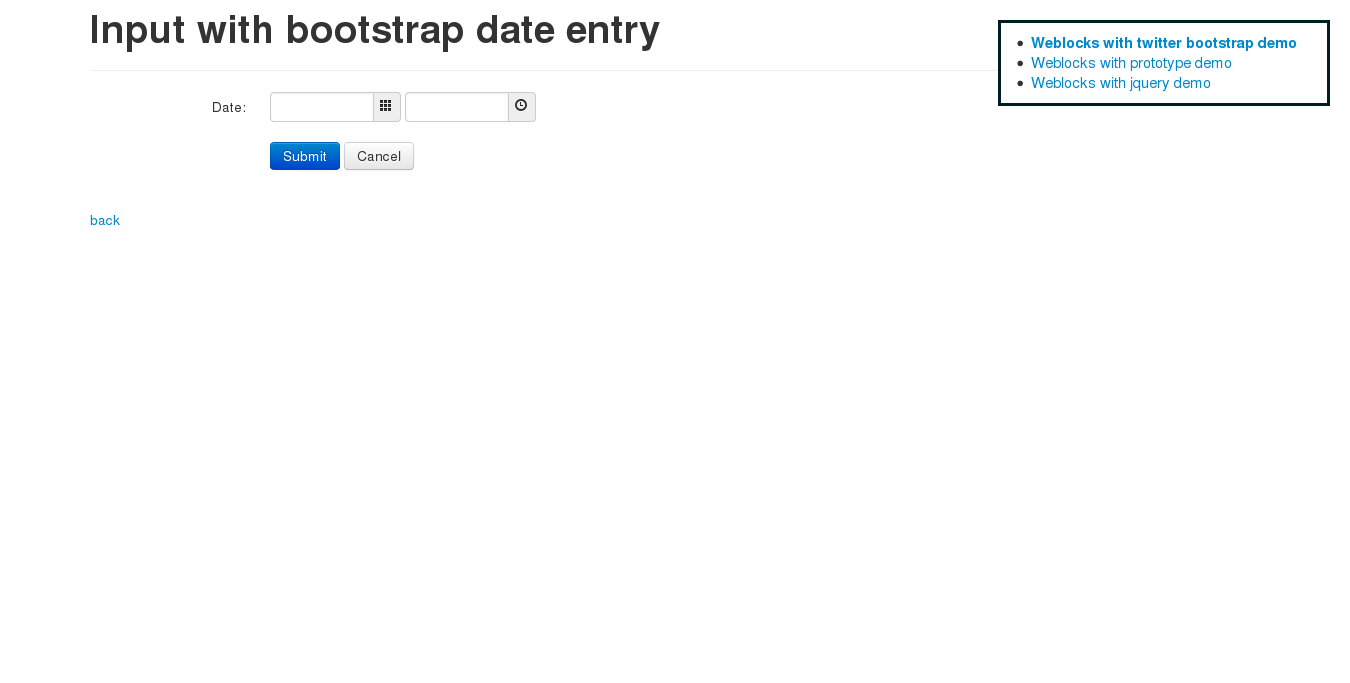 Input with bootstrap date entry
Weblocks with twitter bootstrap demo
Weblocks with prototype demo
Weblocks with jquery demo
Date:
Submit Cancel
back